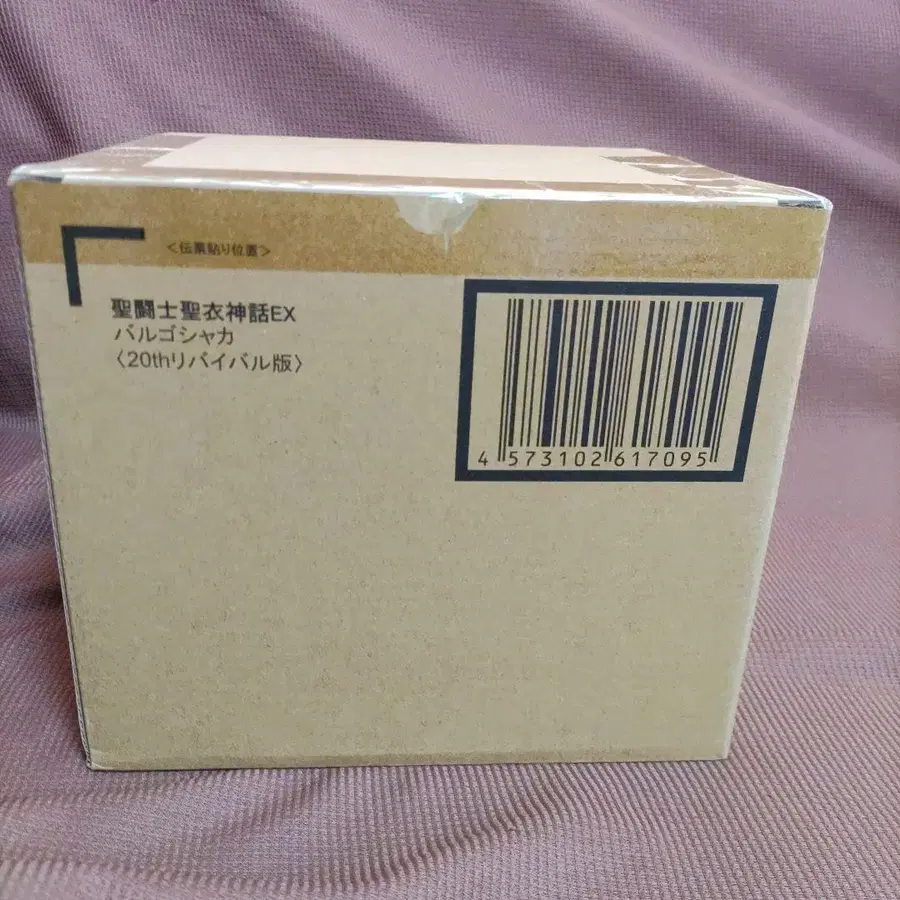 <伝票貼り位置>
聖闘士聖衣神話EX
バルゴシャカ
〈20thリバイバル版〉
4 573102 617095